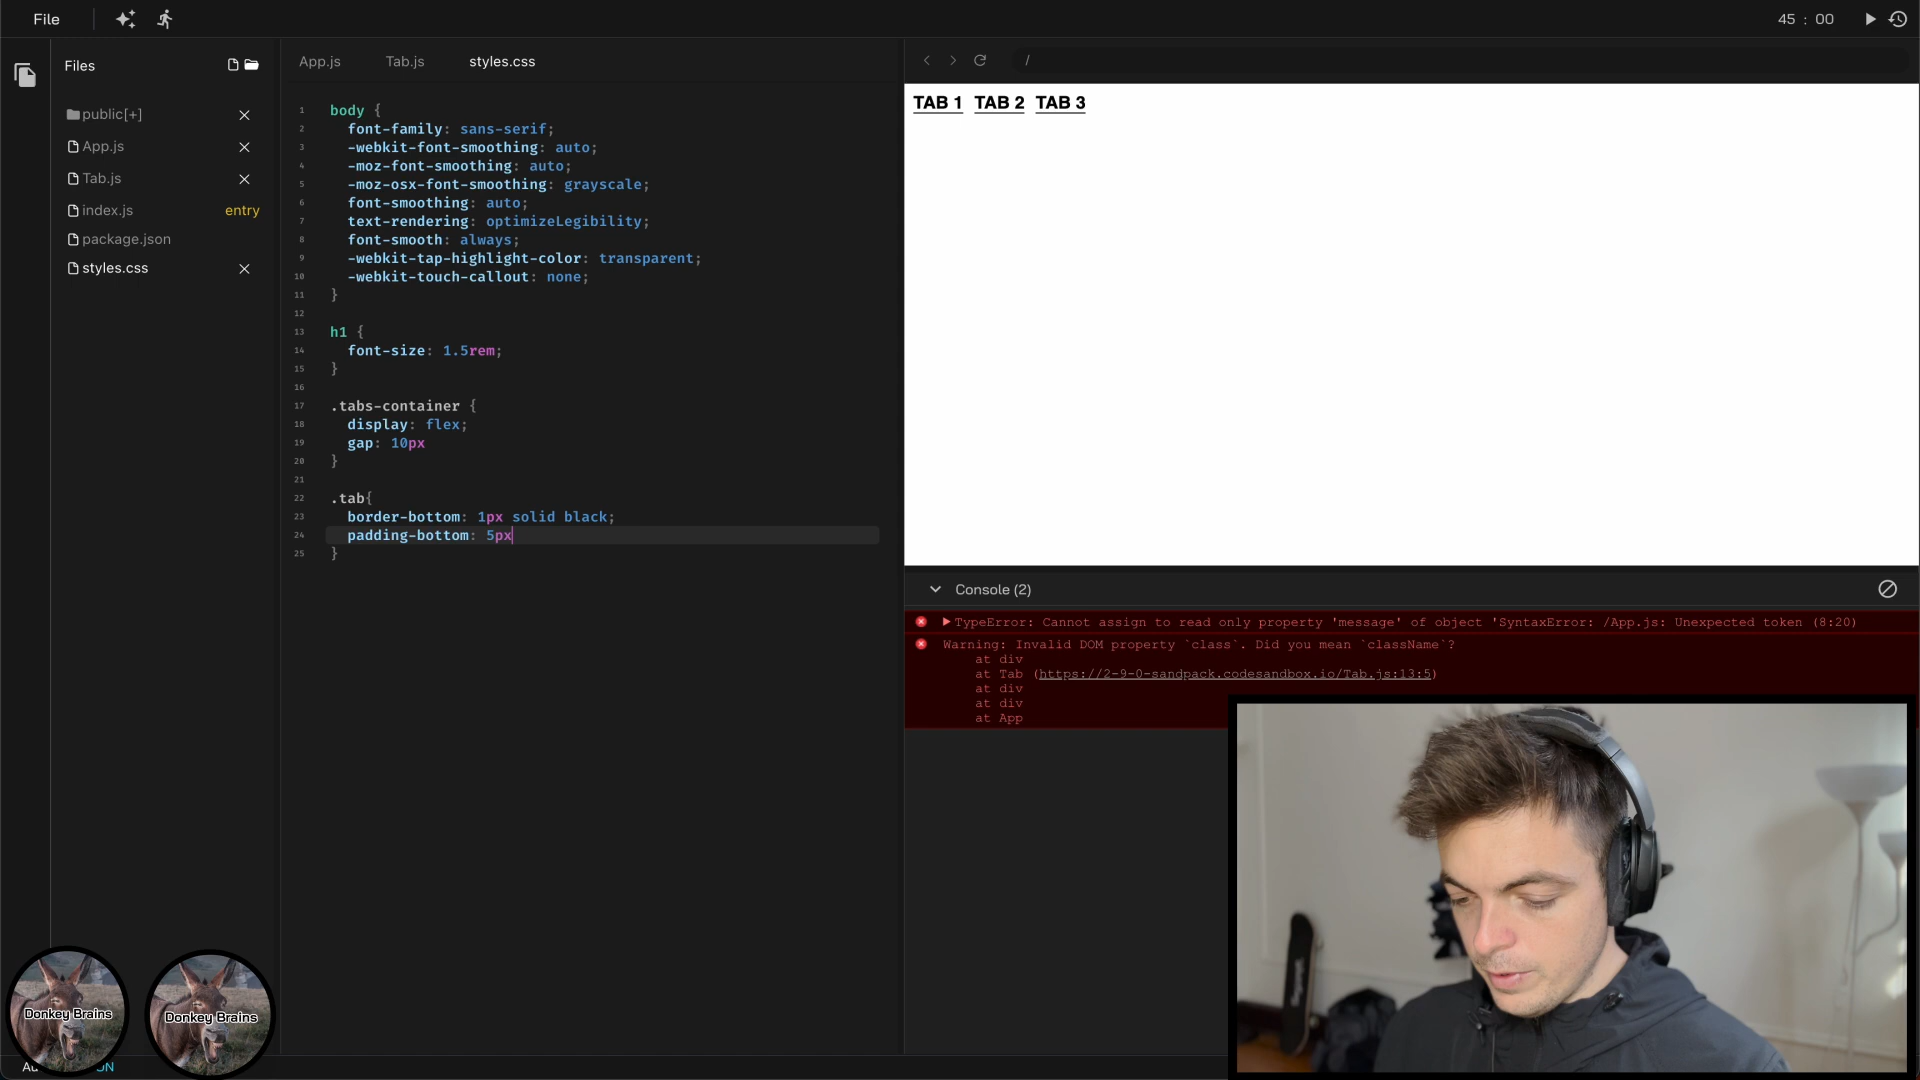 File
45 : 00
Files
public[+]
App.js
Tab.js
index.js
entry
package.json
styles.css
App.js
Tab.js
styles.css
1 body {
2 font-family: sans-serif;
3 -webkit-font-smoothing: auto;
4 -moz-font-smoothing: auto;
5 -moz-osx-font-smoothing: grayscale;
6 font-smoothing: auto;
7 text-rendering: optimizeLegibility;
8 font-smooth: always;
9 -webkit-tap-highlight-color: transparent;
10 -webkit-touch-callout: none;
11 }
12
13 h1 {
14 font-size: 1.5rem;
15 }
16
17 .tabs-container {
18 display: flex;
19 gap: 10px
20 }
21
22 .tab{
23 border-bottom: 1px solid black;
24 padding-bottom: 5px
25 }
/
TAB 1 TAB 2 TAB 3
Console (2)
TypeError: Cannot assign to read only property 'message' of object 'SyntaxError: /App.js: Unexpected token (8:20)
Warning: Invalid DOM property `class`. Did you mean `className`?
at div
at Tab (https://2-9-0-sandpack.codesandbox.io/Tab.js:13:5)
at div
at div
at App
Donkey Brains
Donkey Brains